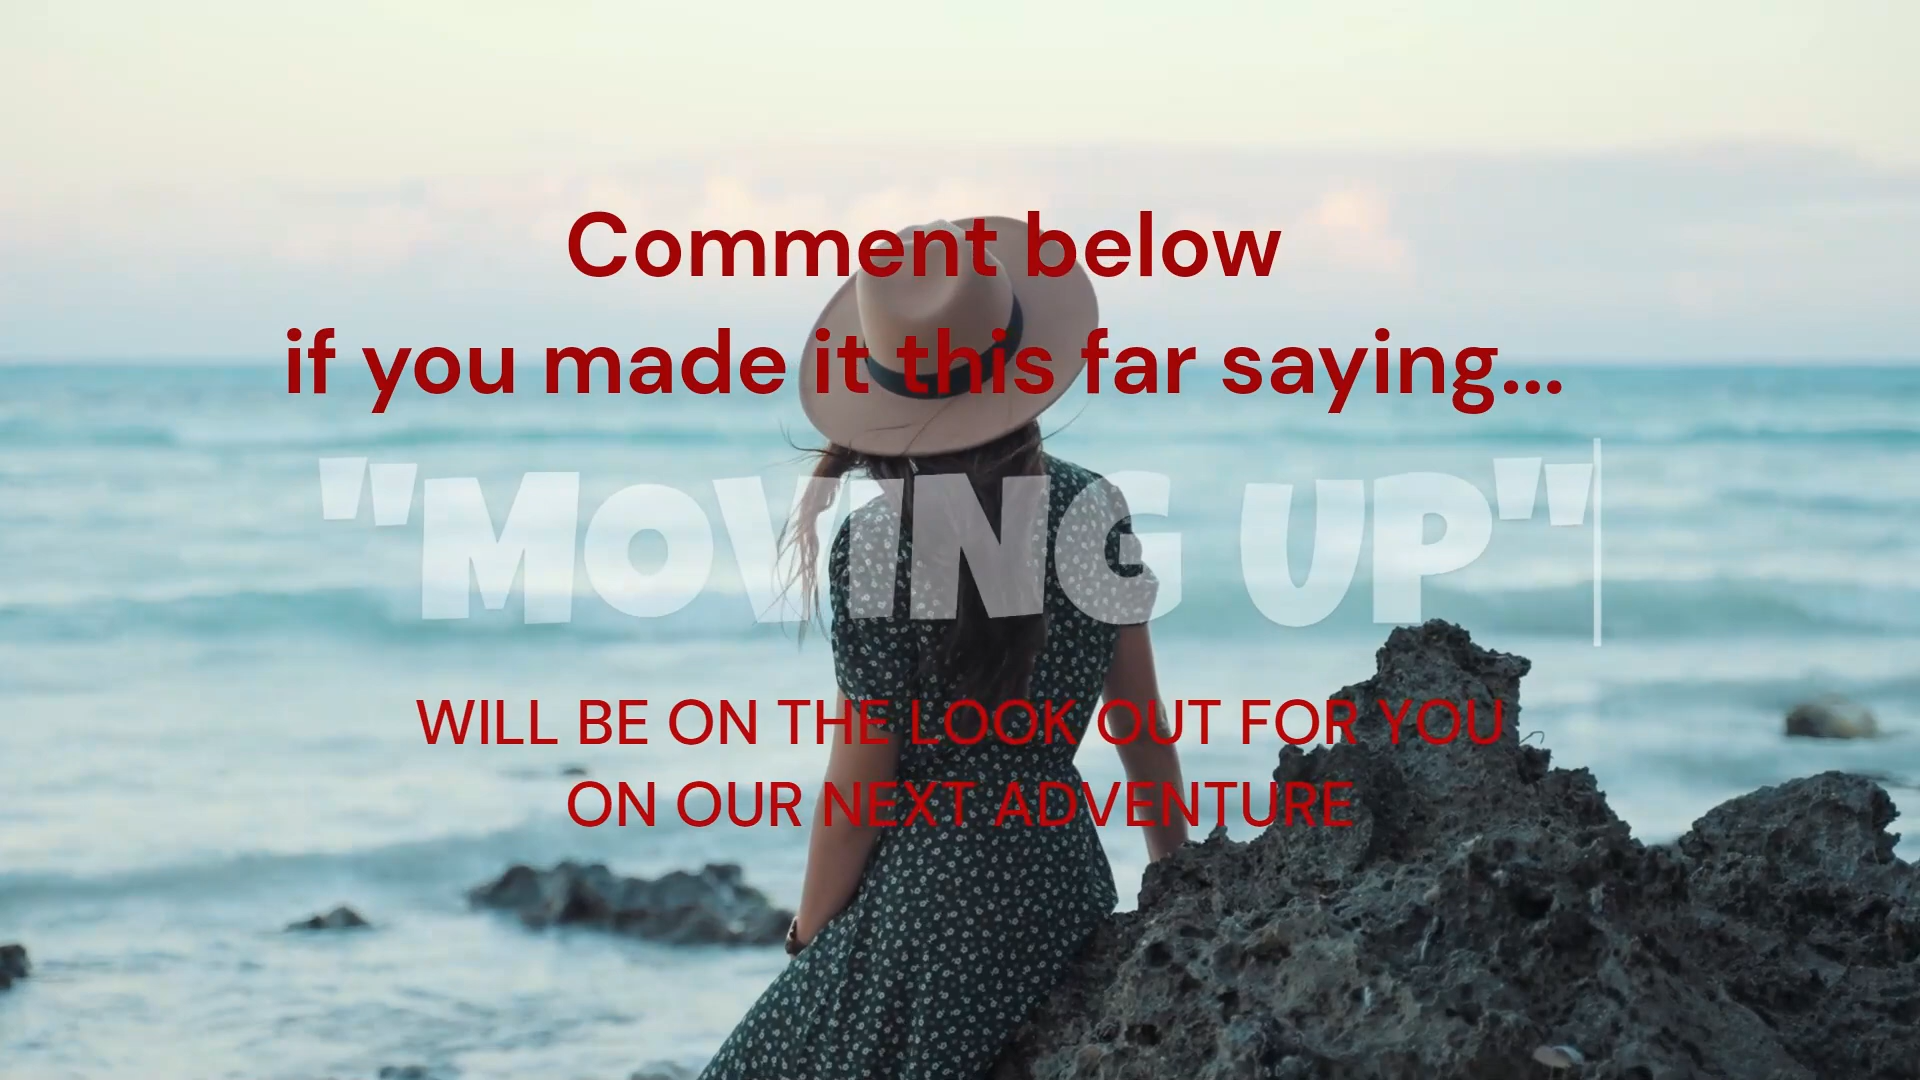 Comment below
if you made it this far saying...
"MOVING UP"
WILL BE ON THE LOOK OUT FOR YOU
ON OUR NEXT ADVENTURE